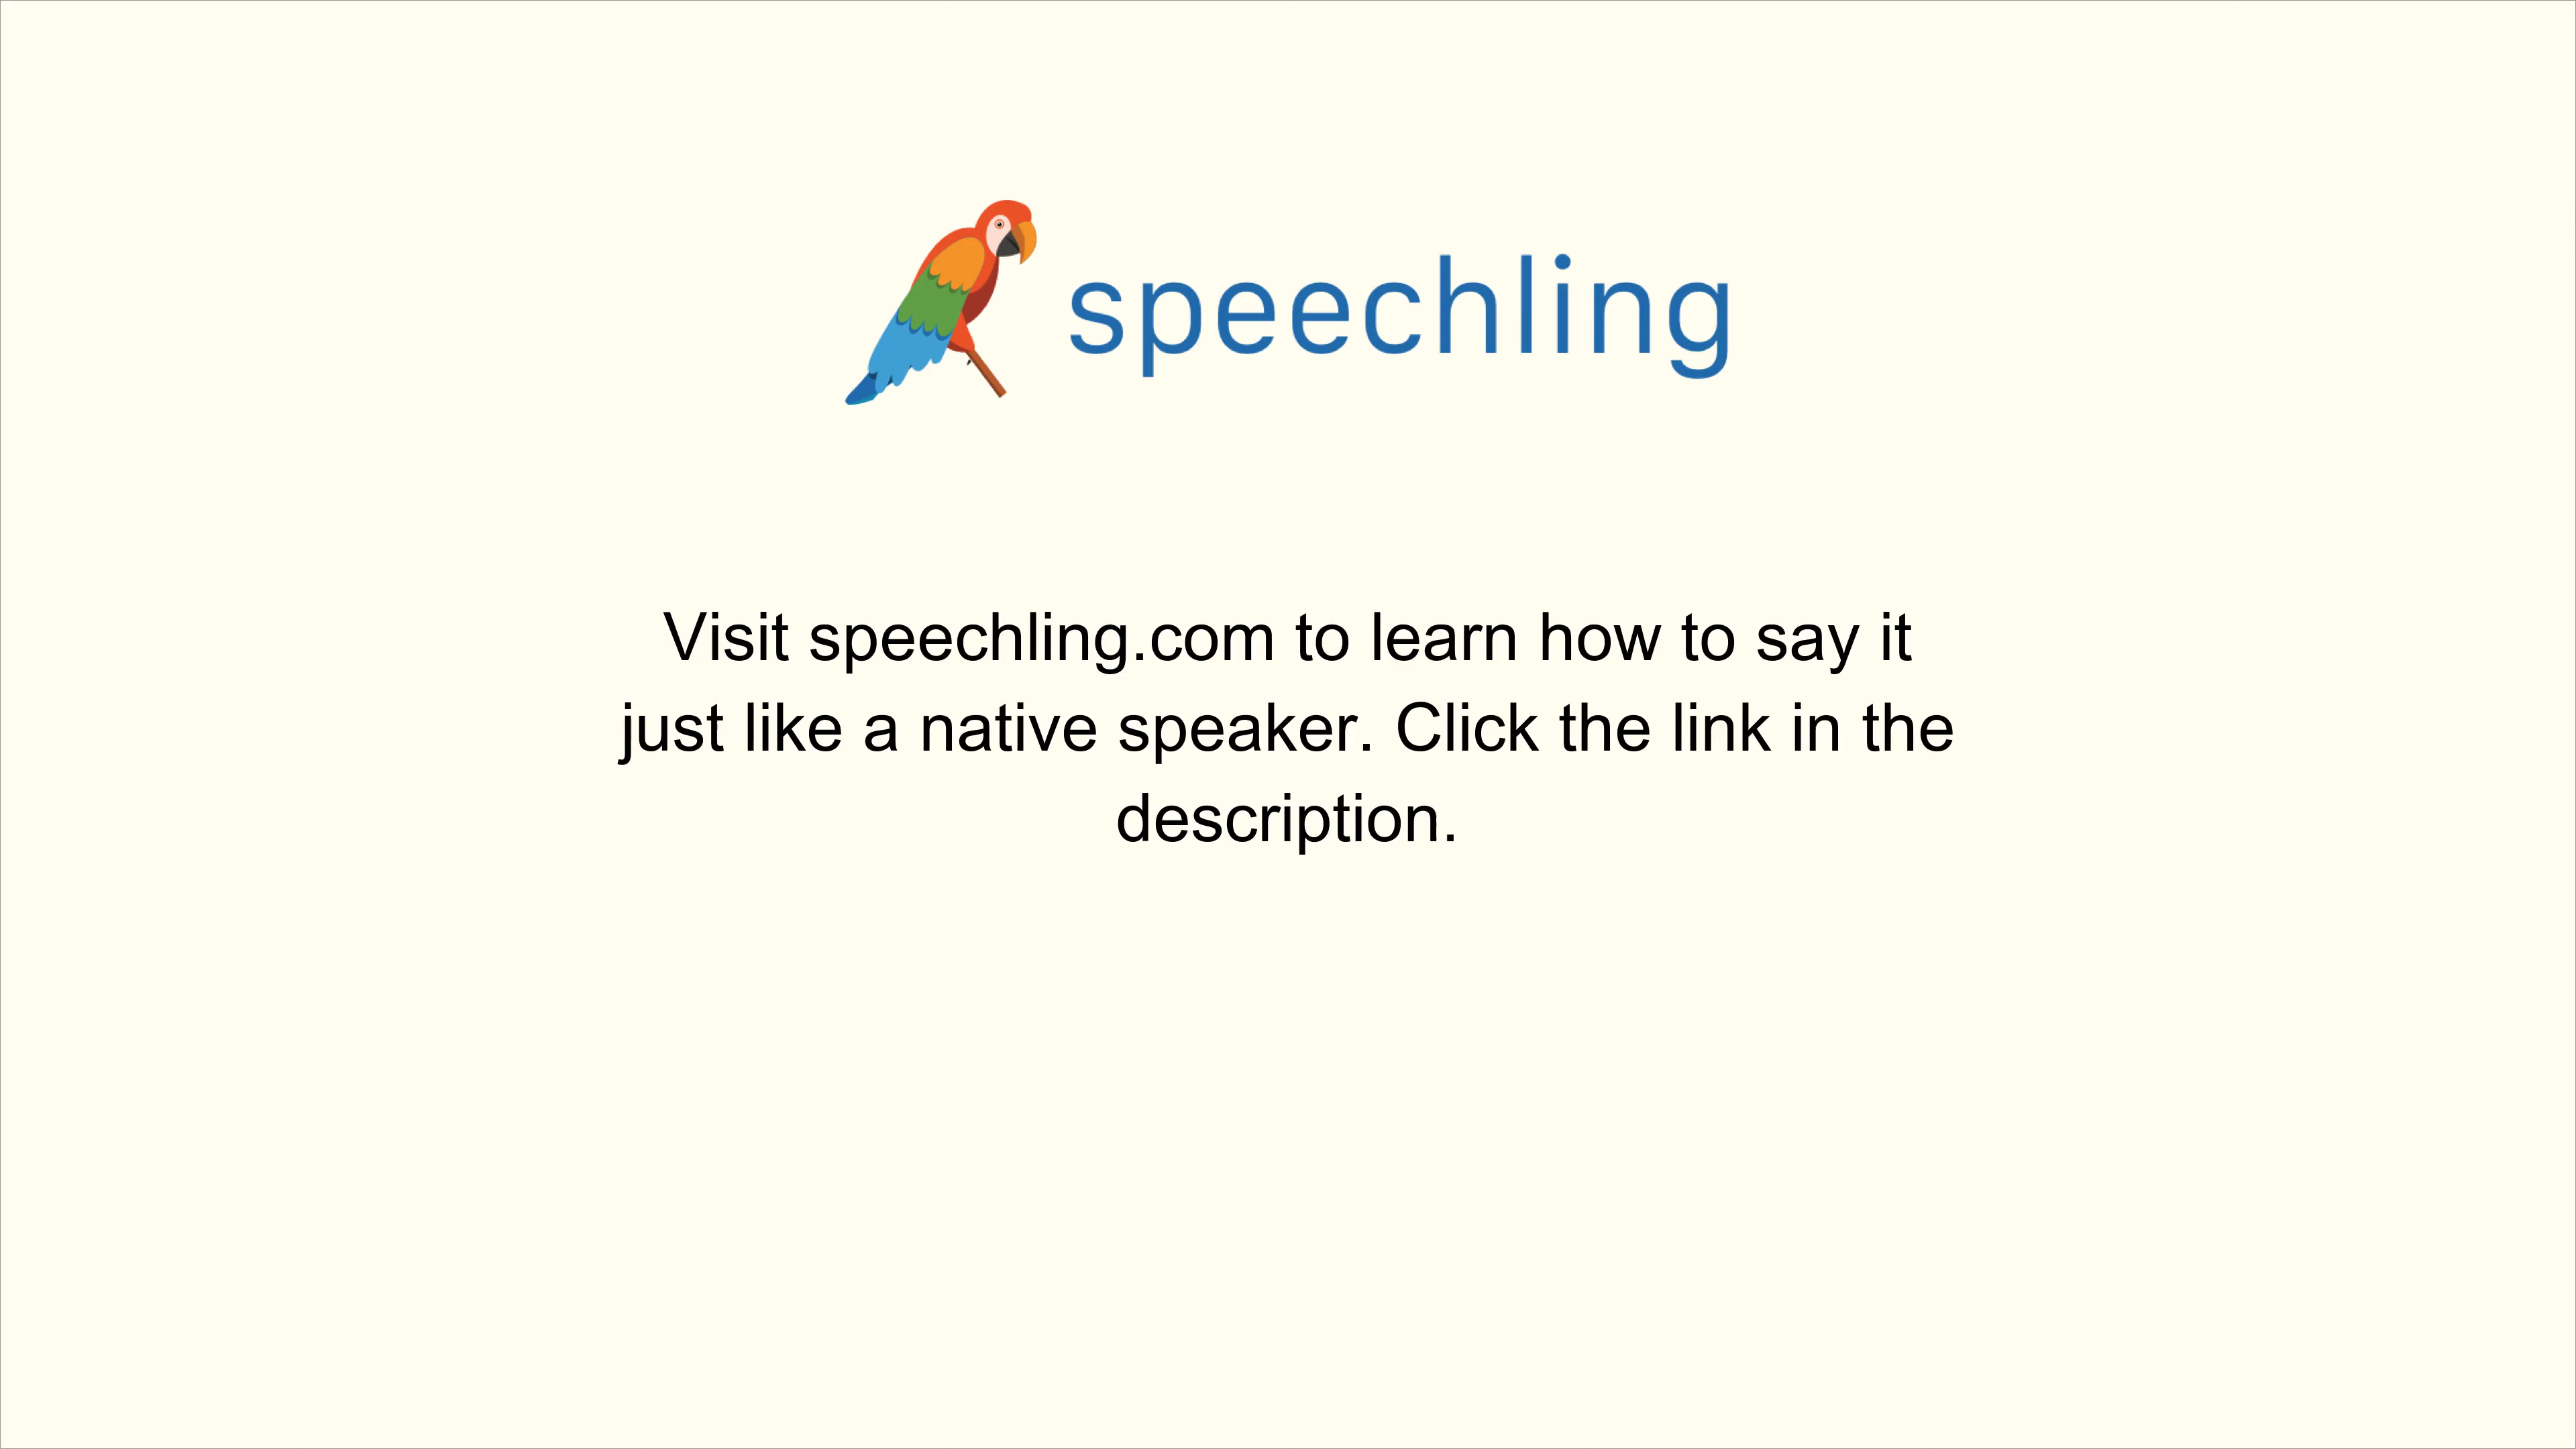 speechling
Visit speechling.com to learn how to say it
just like a native speaker. Click the link in the
description.